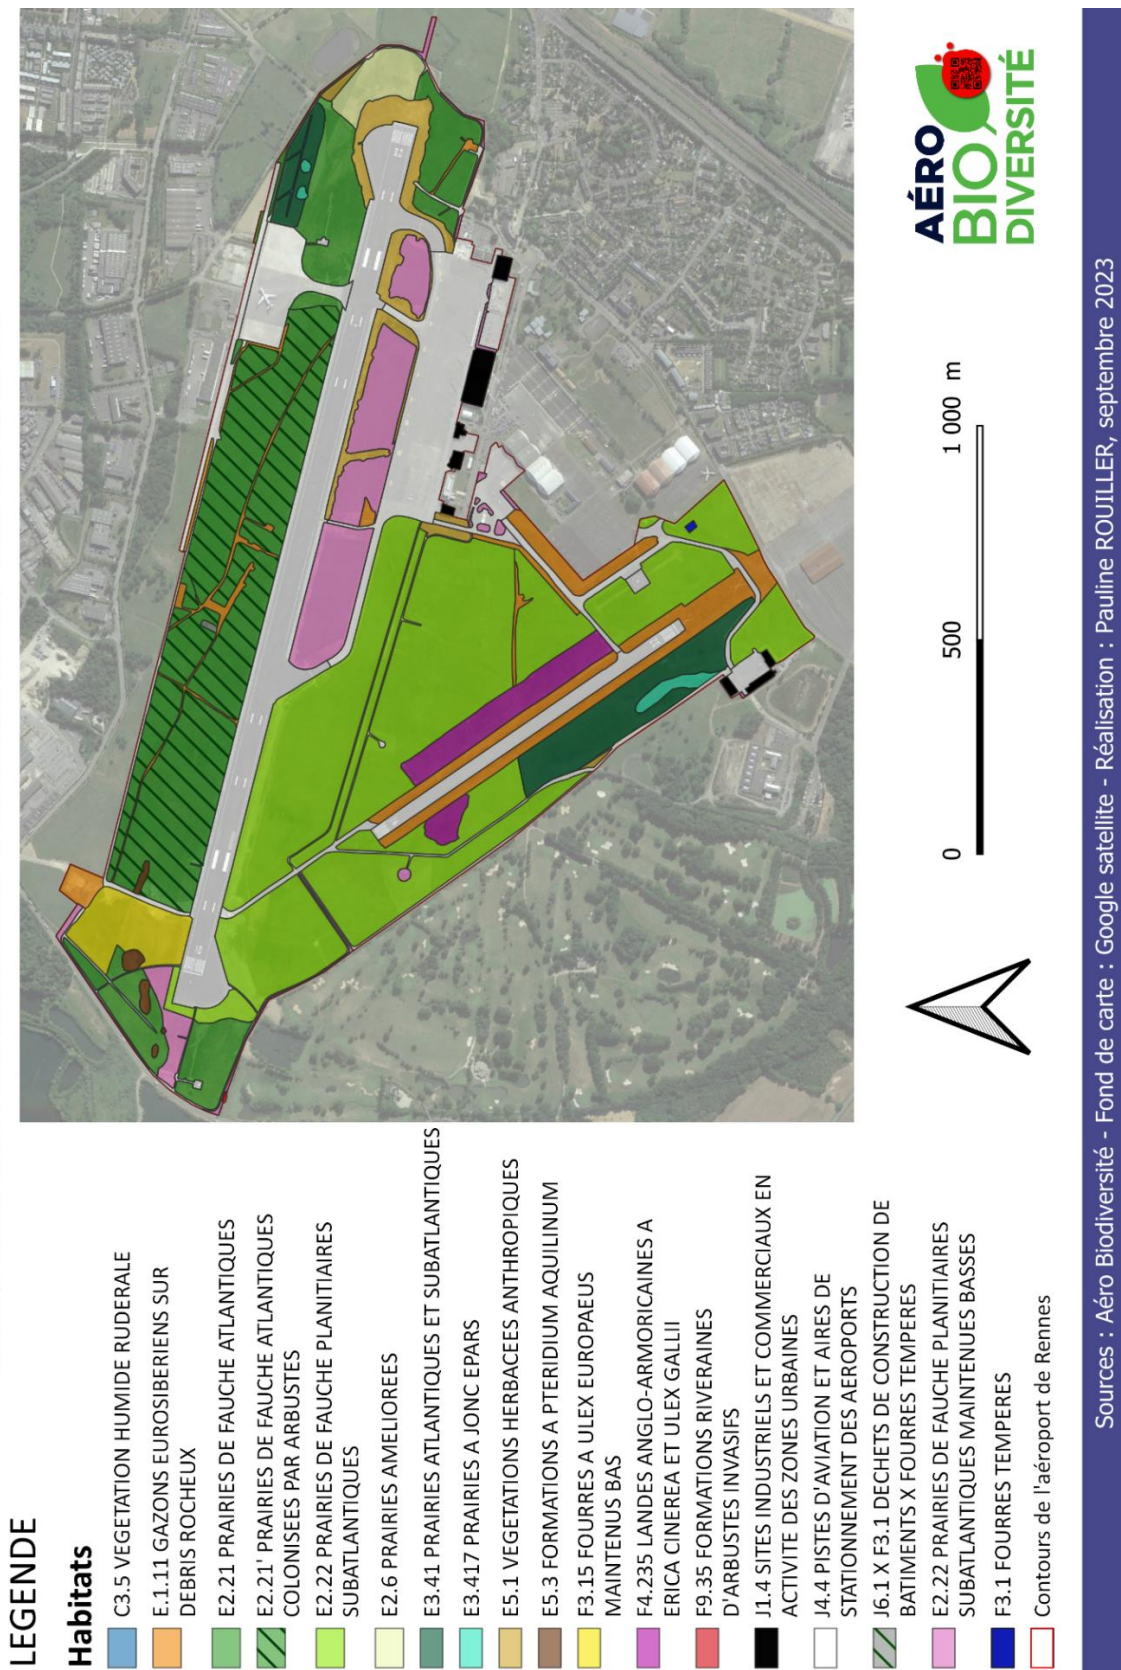 LEGENDE
Habitats
C3.5 VEGETATION HUMIDE RUDERALE
E.1.11 GAZONS EUROSIBERIENS SUR
DEBRIS ROCHEUX
E2.21 PRAIRIES DE FAUCHE ATLANTIQUES
E2.21' PRAIRIES DE FAUCHE ATLANTIQUES
COLONISEES PAR ARBUSTES
E2.22 PRAIRIES DE FAUCHE PLANITIAIRES
SUBATLANTIQUES
E2.6 PRAIRIES AMELIOREES
E3.41 PRAIRIES ATLANTIQUES ET SUBATLANTIQUES
E3.417 PRAIRIES A JONC EPARS
E5.1 VEGETATIONS HERBACEES ANTHROPIQUES
E5.3 FORMATIONS A PTERIDIUM AQUILINUM
F3.15 FOURRES A ULEX EUROPAEUS
MAINTENUS BAS
F4.235 LANDES ANGLO-ARMORICAINES A
ERICA CINEREA ET ULEX GALLII
F9.35 FORMATIONS RIVERAINES
D'ARBUSTES INVASIFS
J1.4 SITES INDUSTRIELS ET COMMERCIAUX EN
ACTIVITE DES ZONES URBAINES
J4.4 PISTES D'AVIATION ET AIRES DE
STATIONNEMENT DES AEROPORTS
J6.1 X F3.1 DECHETS DE CONSTRUCTION DE
BATIMENTS X FOURRES TEMPERES
E2.22 PRAIRIES DE FAUCHE PLANITIAIRES
SUBATLANTIQUES MAINTENUES BASSES
F3.1 FOURRES TEMPERES
Contours de l'aéroport de Rennes
0 500 1 000 m
AÉRO
BIO
DIVERSITÉ
Sources : Aéro Biodiversité - Fond de carte : Google satellite - Réalisation : Pauline ROUILLER, septembre 2023